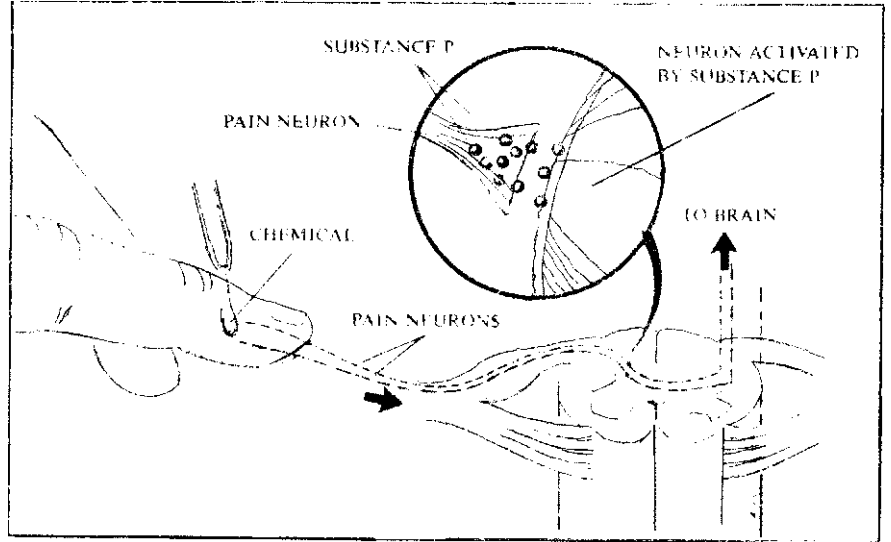 SUBSTANCE P
NEURON ACTIVATED
BY SUBSTANCE P
PAIN NEURON
TO BRAIN
CHEMICAL
PAIN NEURONS